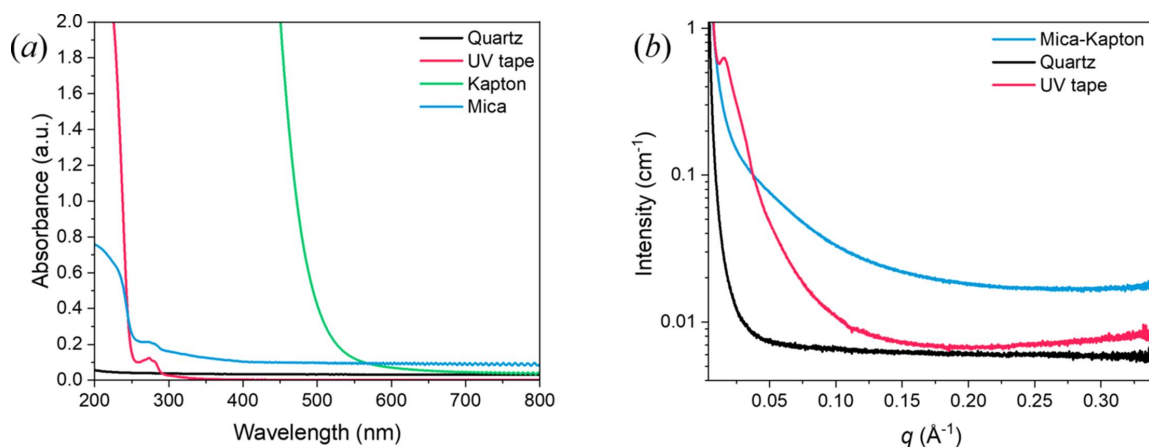 (a)
2.0
1.8
1.6
1.4
1.2
1.0
0.8
0.6
0.4
0.2
0.0
Absorbance (a.u.)
Quartz
UV tape
Kapton
Mica
200 300 400 500 600 700 800
Wavelength (nm)
(b)
1
0.1
0.01
Intensity (cm⁻¹)
Mica-Kapton
Quartz
UV tape
0.05 0.10 0.15 0.20 0.25 0.30
q (Å⁻¹)